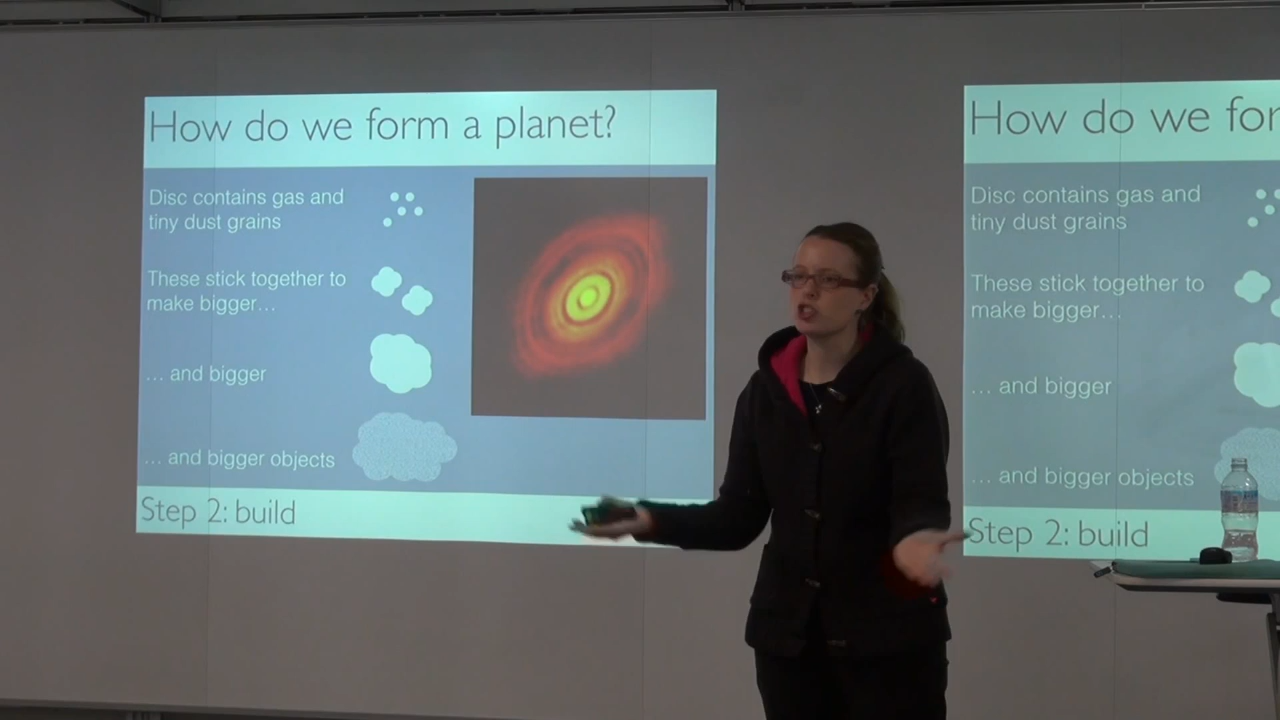 How do we form a planet?
Disc contains gas and
tiny dust grains
These stick together to
make bigger…
… and bigger
… and bigger objects
Step 2: build
How do we for
Disc contains gas and
tiny dust grains
These stick together to
make bigger…
… and bigger
… and bigger objects
Step 2: build